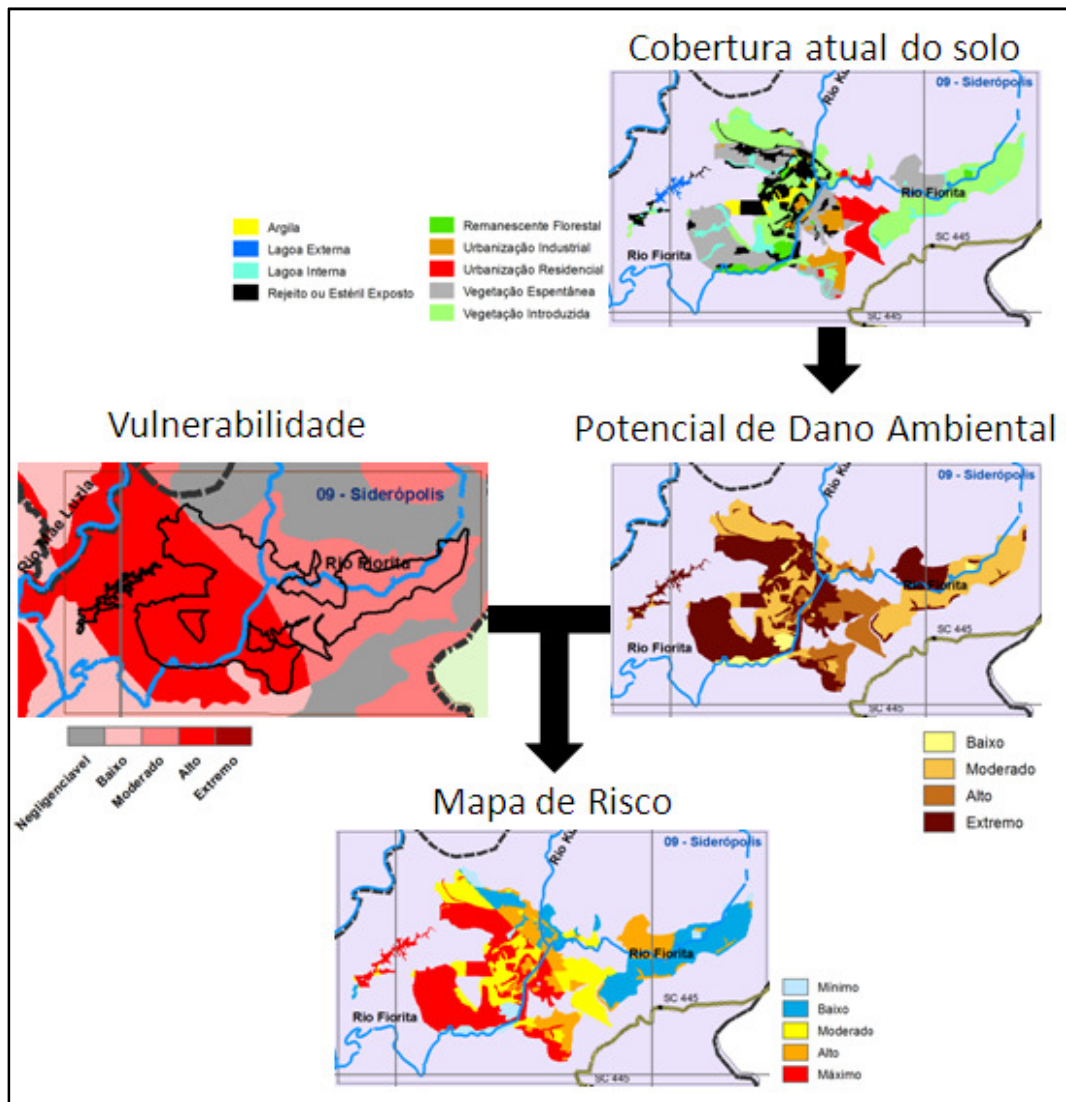 Cobertura atual do solo
09 - Siderópolis
Rio Fiorita
Rio Fiorita
SC 445
SC 445
Argila
Lagoa Externa
Lagoa Interna
Rejeito ou Estéril Exposto
Remanescente Florestal
Urbanização Industrial
Urbanização Residencial
Vegetação Espentânea
Vegetação Introduzida
Vulnerabilidade
09 - Siderópolis
Rio Mãe Luzia
Rio Fiorita
Negligenciavel
Baixo
Moderado
Alto
Extremo
Potencial de Dano Ambiental
09 - Siderópolis
Rio Fiorita
Rio Fiorita
SC 445
SC 445
Baixo
Moderado
Alto
Extremo
Mapa de Risco
09 - Siderópolis
Rio Fiorita
Rio Fiorita
SC 445
SC 445
Mínimo
Baixo
Moderado
Alto
Máximo